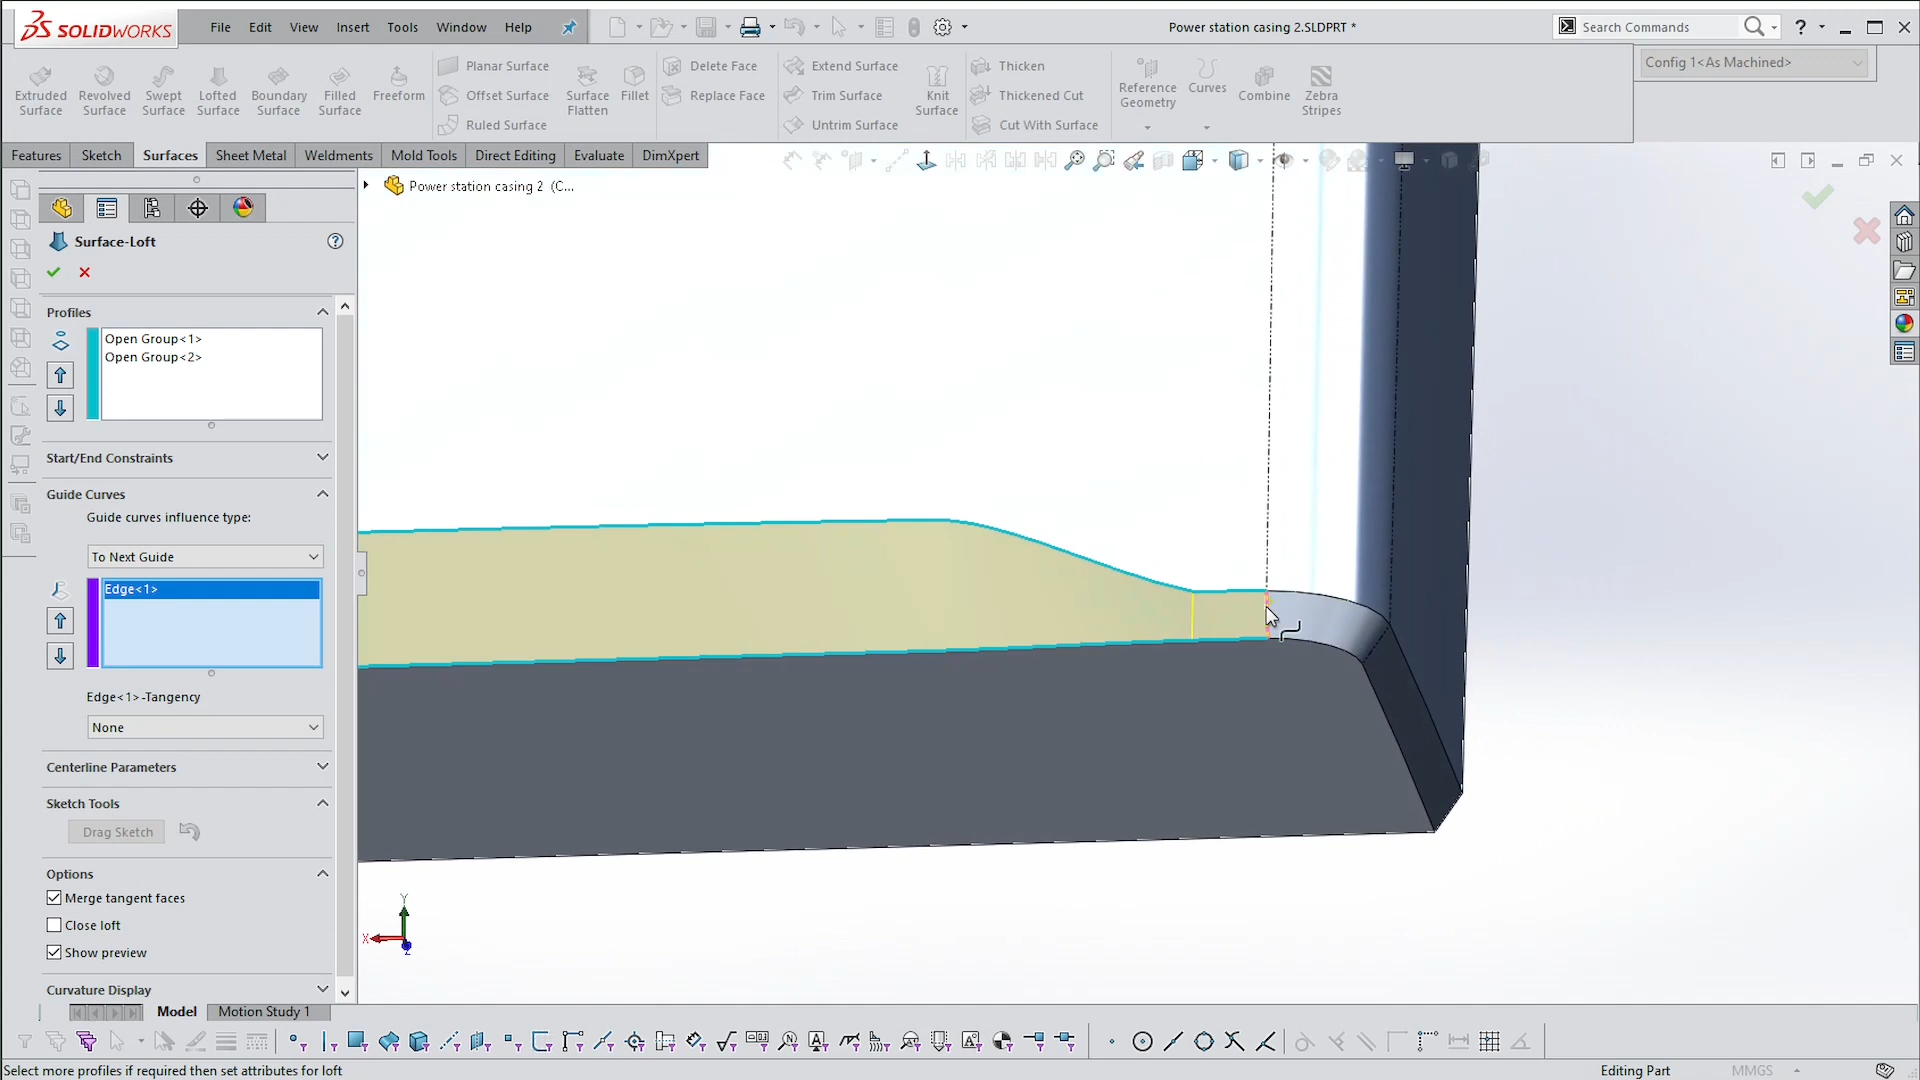 SOLIDWORKS
File Edit View Insert Tools Window Help
Power station casing 2.SLDPRT *
Search Commands
?
Config 1<As Machined>
Extruded Surface
Revolved Surface
Swept Surface
Lofted Surface
Boundary Surface
Filled Surface
Freeform
Planar Surface
Offset Surface
Ruled Surface
Surface Flatten
Fillet
Delete Face
Replace Face
Extend Surface
Trim Surface
Untrim Surface
Knit Surface
Thicken
Thickened Cut
Cut With Surface
Reference Geometry
Curves
Combine
Zebra Stripes
Features Sketch Surfaces Sheet Metal Weldments Mold Tools Direct Editing Evaluate DimXpert
Power station casing 2 (C...
Surface-Loft
?
Profiles
Open Group<1>
Open Group<2>
Start/End Constraints
Guide Curves
Guide curves influence type:
To Next Guide
Edge<1>
Edge<1>-Tangency
None
Centerline Parameters
Sketch Tools
Drag Sketch
Options
Merge tangent faces
Close loft
Show preview
Curvature Display
Y
X
Z
Model Motion Study 1
Select more profiles if required then set attributes for loft
Editing Part
MMGS